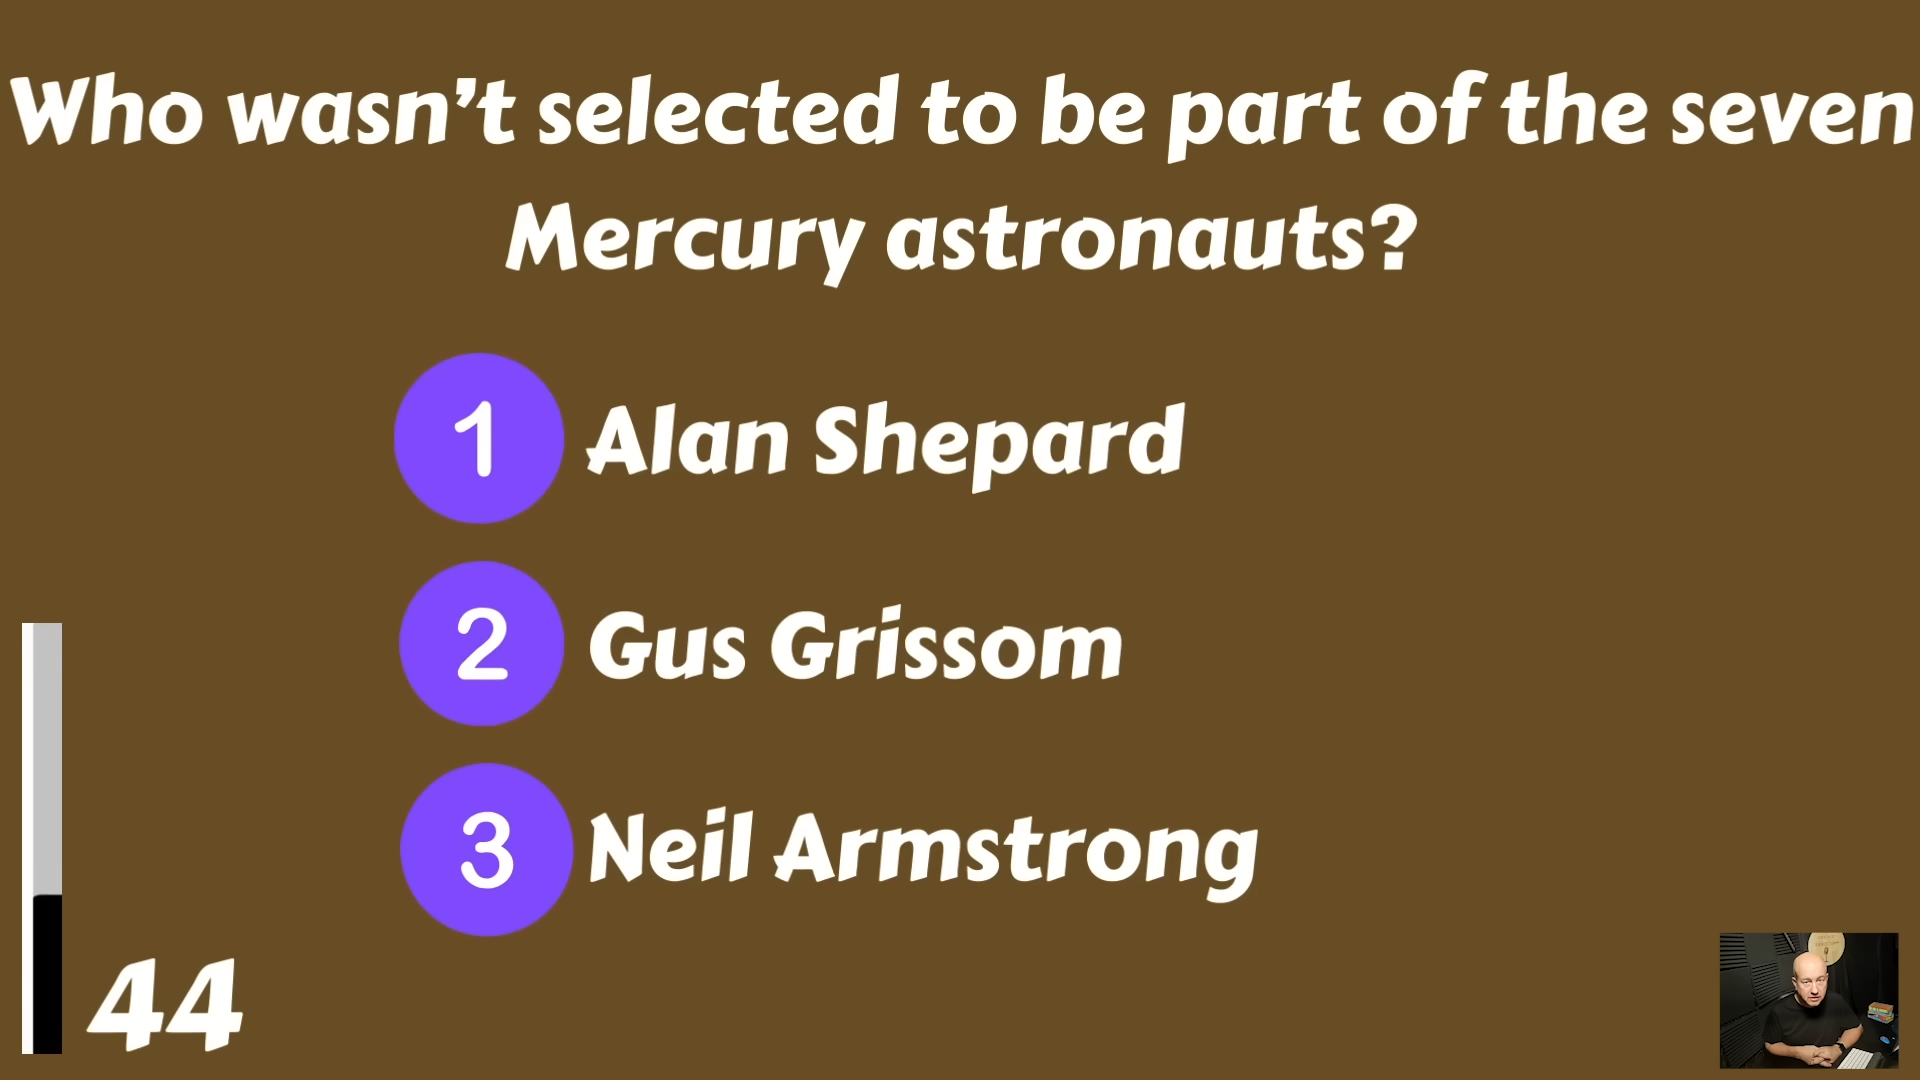 Who wasn't selected to be part of the seven
Mercury astronauts?
1 Alan Shepard
2 Gus Grissom
3 Neil Armstrong
44